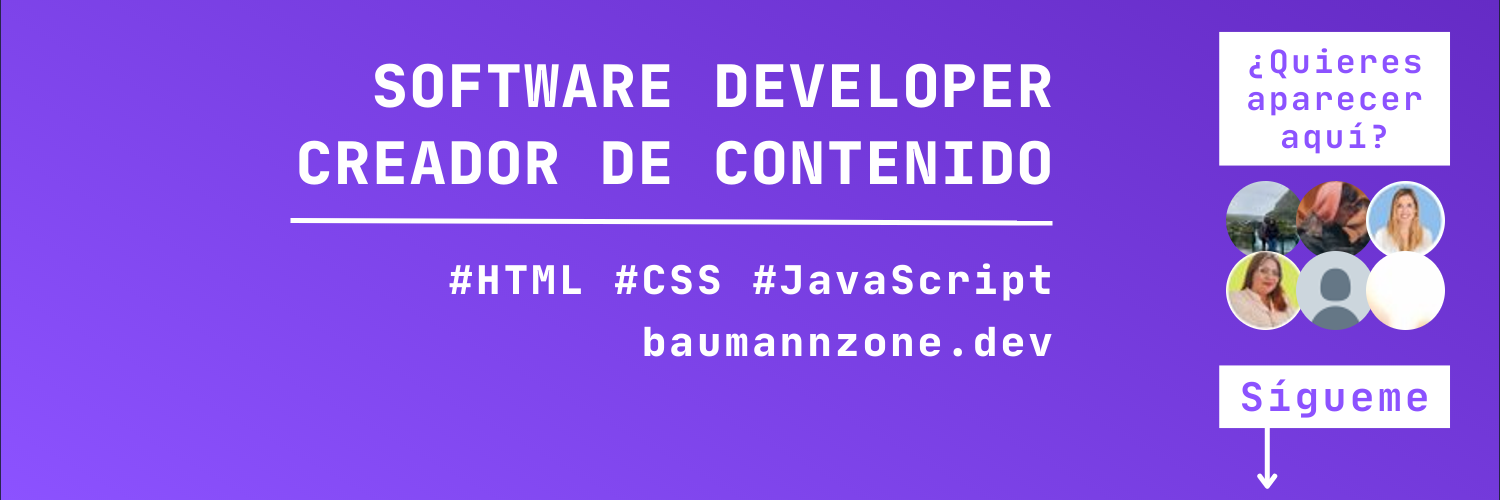 SOFTWARE DEVELOPER
CREADOR DE CONTENIDO
#HTML #CSS #JavaScript
baumannzone.dev
¿Quieres
aparecer
aquí?
Sígueme